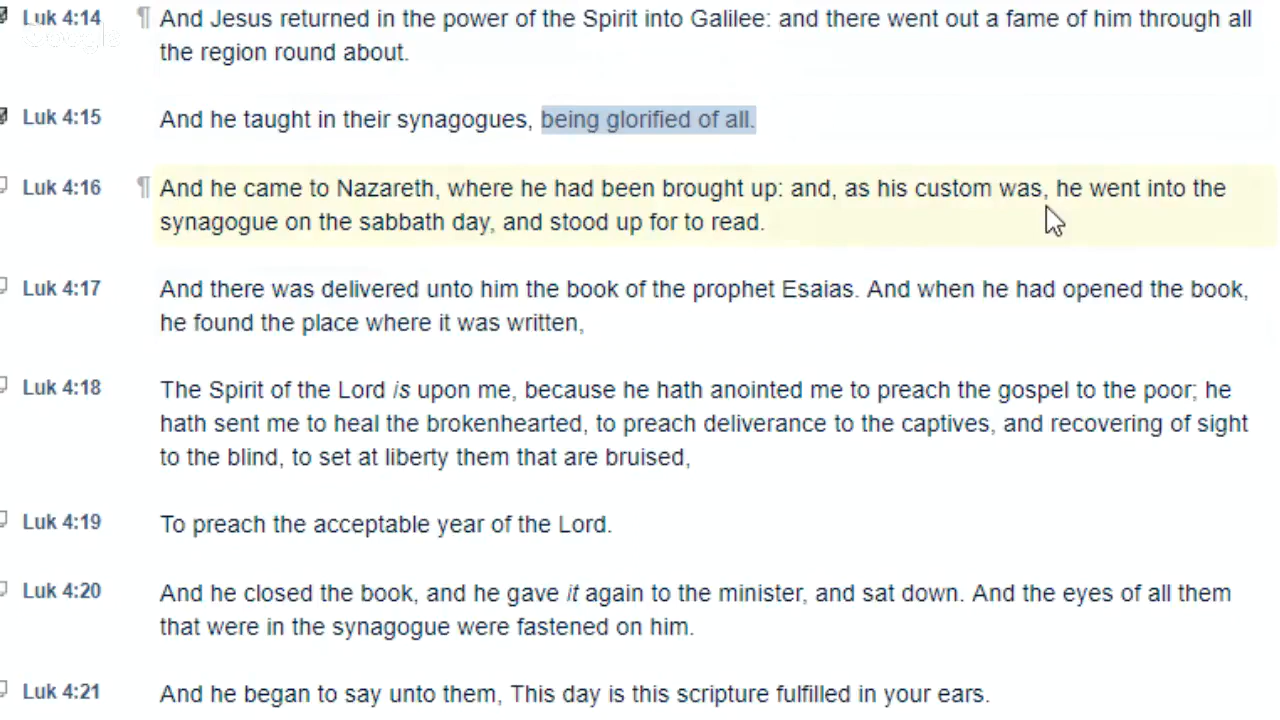 Luk 4:14 ¶ And Jesus returned in the power of the Spirit into Galilee: and there went out a fame of him through all
the region round about.
Luk 4:15 And he taught in their synagogues, being glorified of all.
Luk 4:16 ¶ And he came to Nazareth, where he had been brought up: and, as his custom was, he went into the
synagogue on the sabbath day, and stood up for to read.
Luk 4:17 And there was delivered unto him the book of the prophet Esaias. And when he had opened the book,
he found the place where it was written,
Luk 4:18 The Spirit of the Lord is upon me, because he hath anointed me to preach the gospel to the poor; he
hath sent me to heal the brokenhearted, to preach deliverance to the captives, and recovering of sight
to the blind, to set at liberty them that are bruised,
Luk 4:19 To preach the acceptable year of the Lord.
Luk 4:20 And he closed the book, and he gave it again to the minister, and sat down. And the eyes of all them
that were in the synagogue were fastened on him.
Luk 4:21 And he began to say unto them, This day is this scripture fulfilled in your ears.